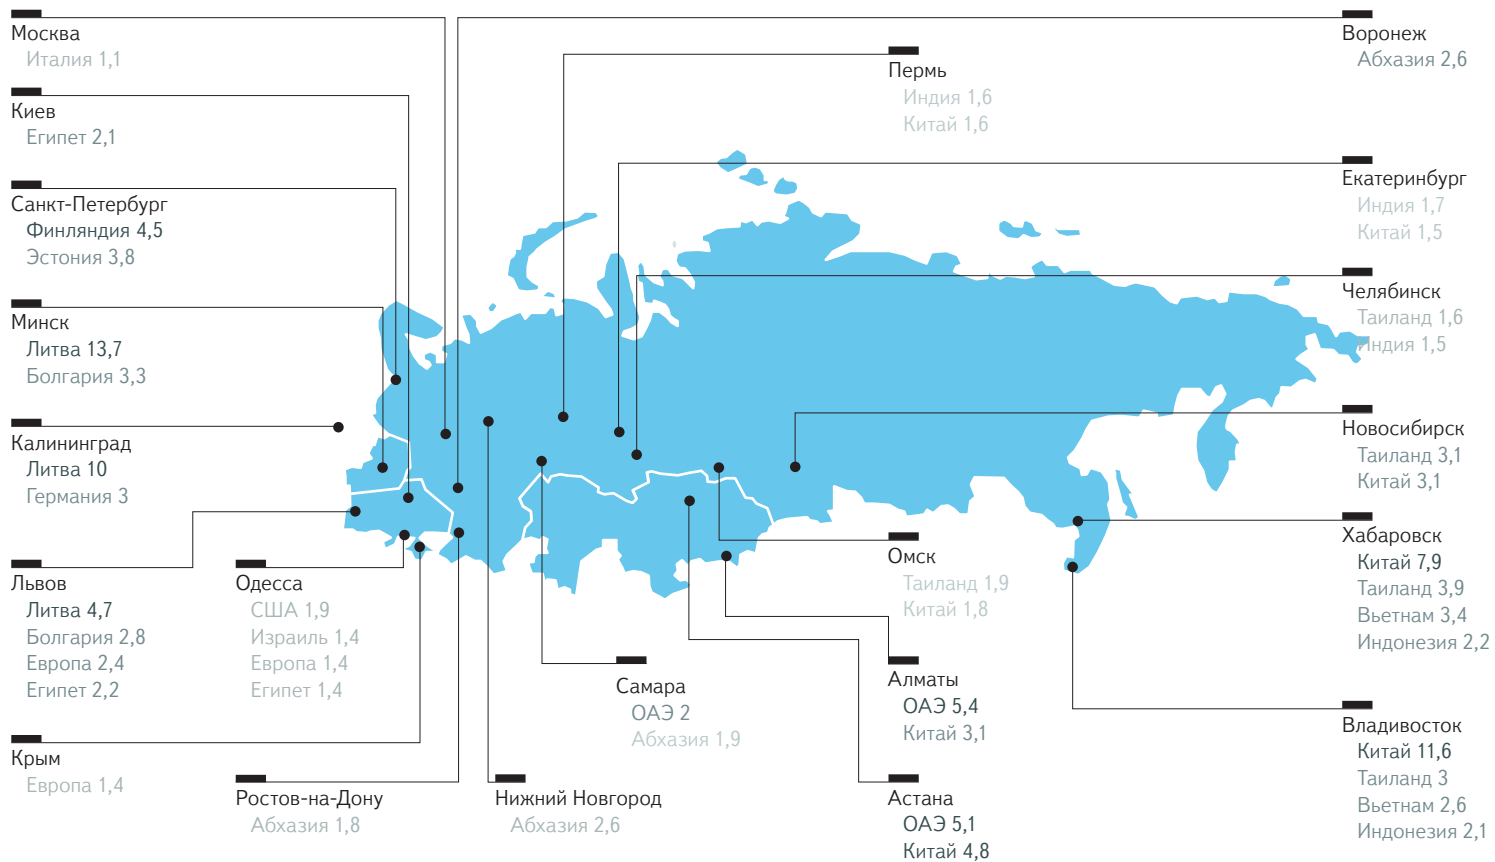 Москва
Италия 1,1
Киев
Египет 2,1
Санкт-Петербург
Финляндия 4,5
Эстония 3,8
Минск
Литва 13,7
Болгария 3,3
Калининград
Литва 10
Германия 3
Львов
Литва 4,7
Болгария 2,8
Европа 2,4
Египет 2,2
Крым
Европа 1,4
Одесса
США 1,9
Израиль 1,4
Европа 1,4
Египет 1,4
Ростов-на-Дону
Абхазия 1,8
Нижний Новгород
Абхазия 2,6
Самара
ОАЭ 2
Абхазия 1,9
Пермь
Индия 1,6
Китай 1,6
Омск
Таиланд 1,9
Китай 1,8
Алматы
ОАЭ 5,4
Китай 3,1
Астана
ОАЭ 5,1
Китай 4,8
Воронеж
Абхазия 2,6
Екатеринбург
Индия 1,7
Китай 1,5
Челябинск
Таиланд 1,6
Индия 1,5
Новосибирск
Таиланд 3,1
Китай 3,1
Хабаровск
Китай 7,9
Таиланд 3,9
Вьетнам 3,4
Индонезия 2,2
Владивосток
Китай 11,6
Таиланд 3
Вьетнам 2,6
Индонезия 2,1